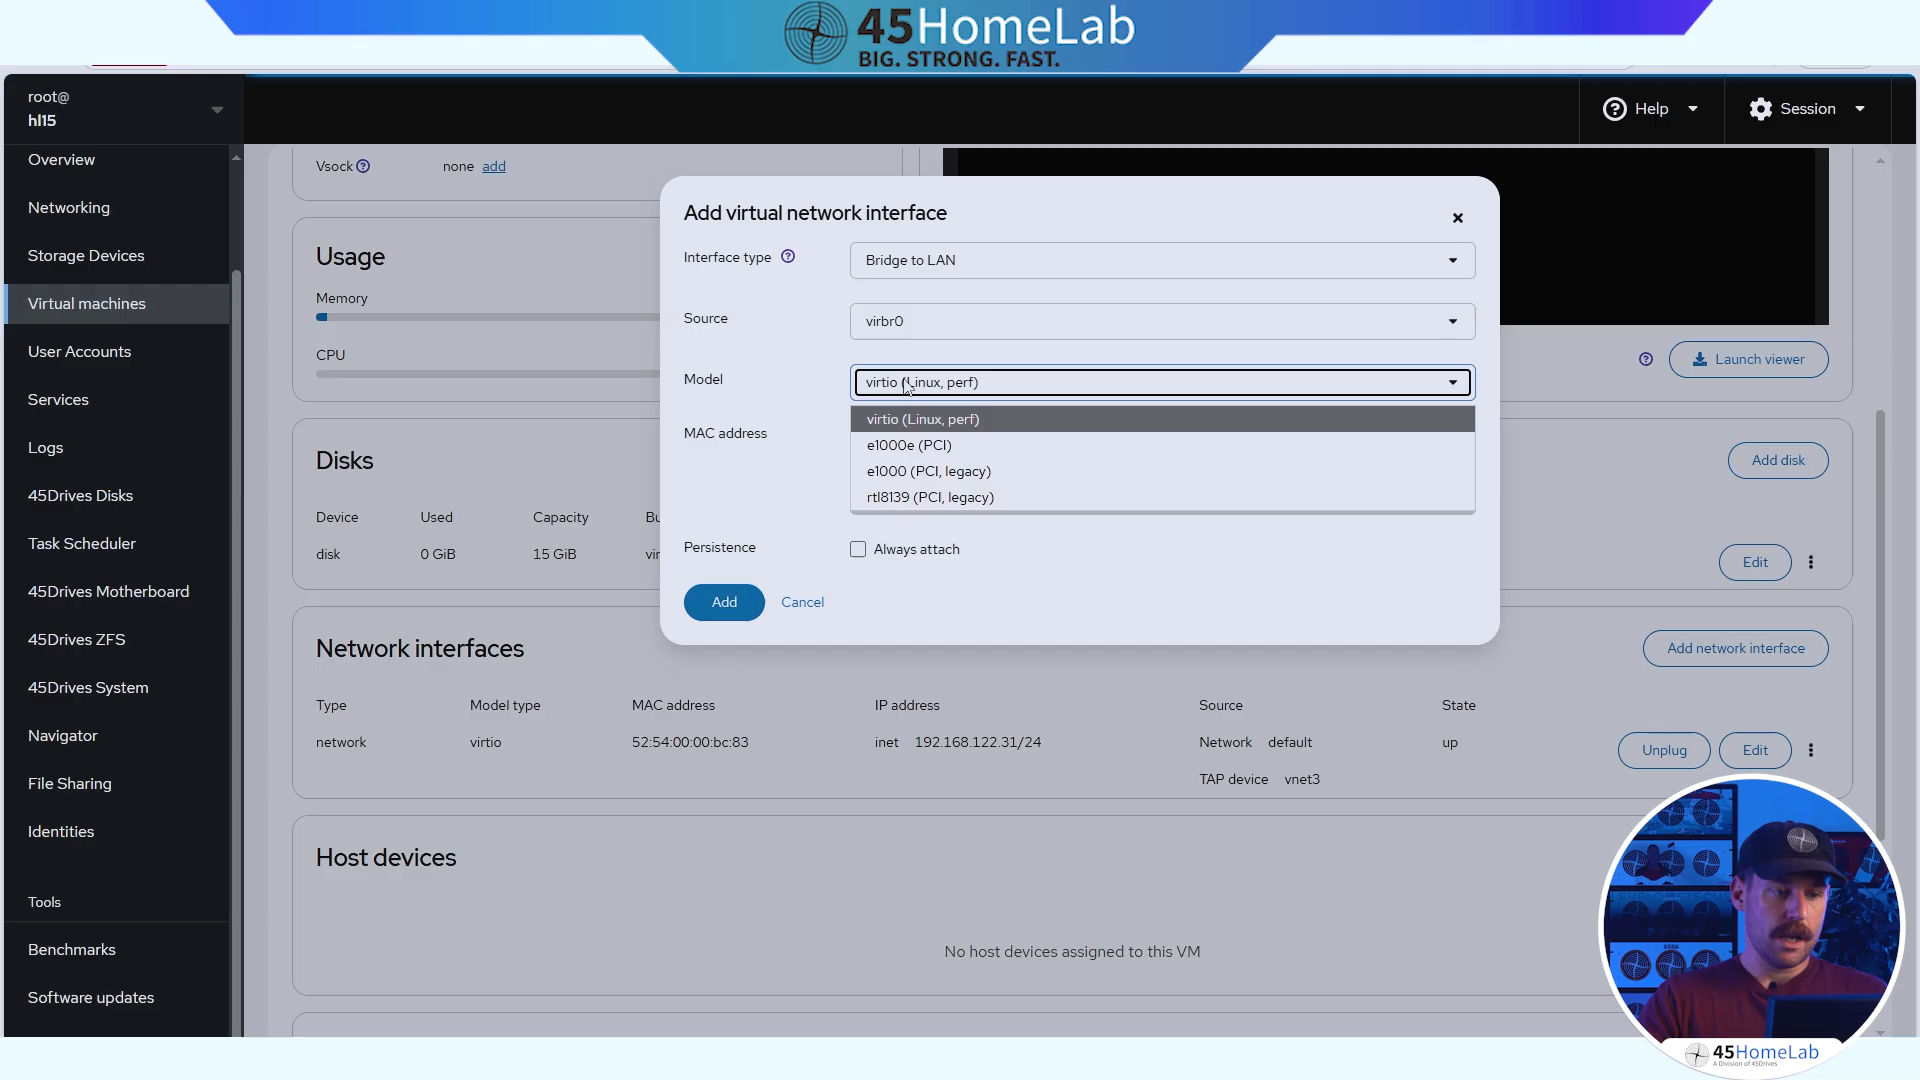 45HomeLab
BIG. STRONG. FAST.
root@
hl15
Help
Session
Overview
Networking
Storage Devices
Virtual machines
User Accounts
Services
Logs
45Drives Disks
Task Scheduler
45Drives Motherboard
45Drives ZFS
45Drives System
Navigator
File Sharing
Identities
Tools
Benchmarks
Software updates
Vsock none add
Usage
Memory
CPU
Launch viewer
Add virtual network interface
Interface type Bridge to LAN
Source virbr0
Model virtio (Linux, perf)
virtio (Linux, perf)
e1000e (PCI)
e1000 (PCI, legacy)
rtl8139 (PCI, legacy)
MAC address
Persistence Always attach
Add Cancel
Disks
Add disk
Device Used Capacity
disk 0 GiB 15 GiB
Edit
Network interfaces
Add network interface
Type Model type MAC address IP address Source State
network virtio 52:54:00:00:bc:83 inet 192.168.122.31/24 Network default up Unplug Edit
TAP device vnet3
Host devices
No host devices assigned to this VM
45HomeLab
A Division of 45Drives